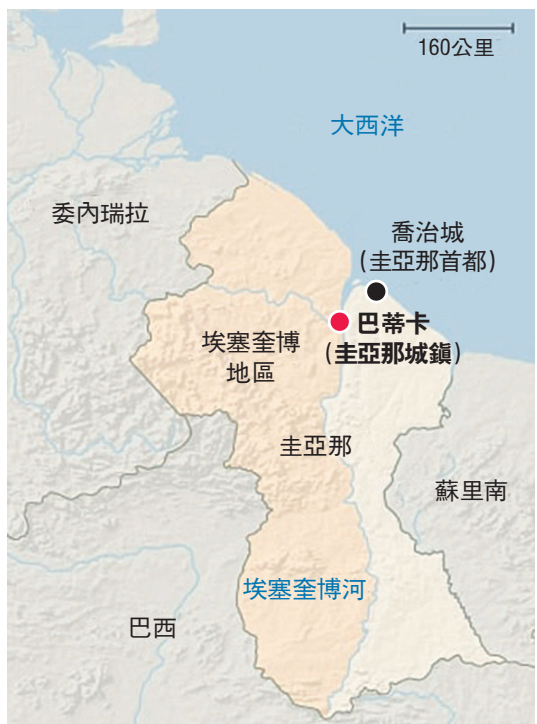 160公里
大西洋
委內瑞拉
喬治城
(圭亞那首都)
巴蒂卡
(圭亞那城鎮)
埃塞奎博
地區
圭亞那
蘇里南
埃塞奎博河
巴西